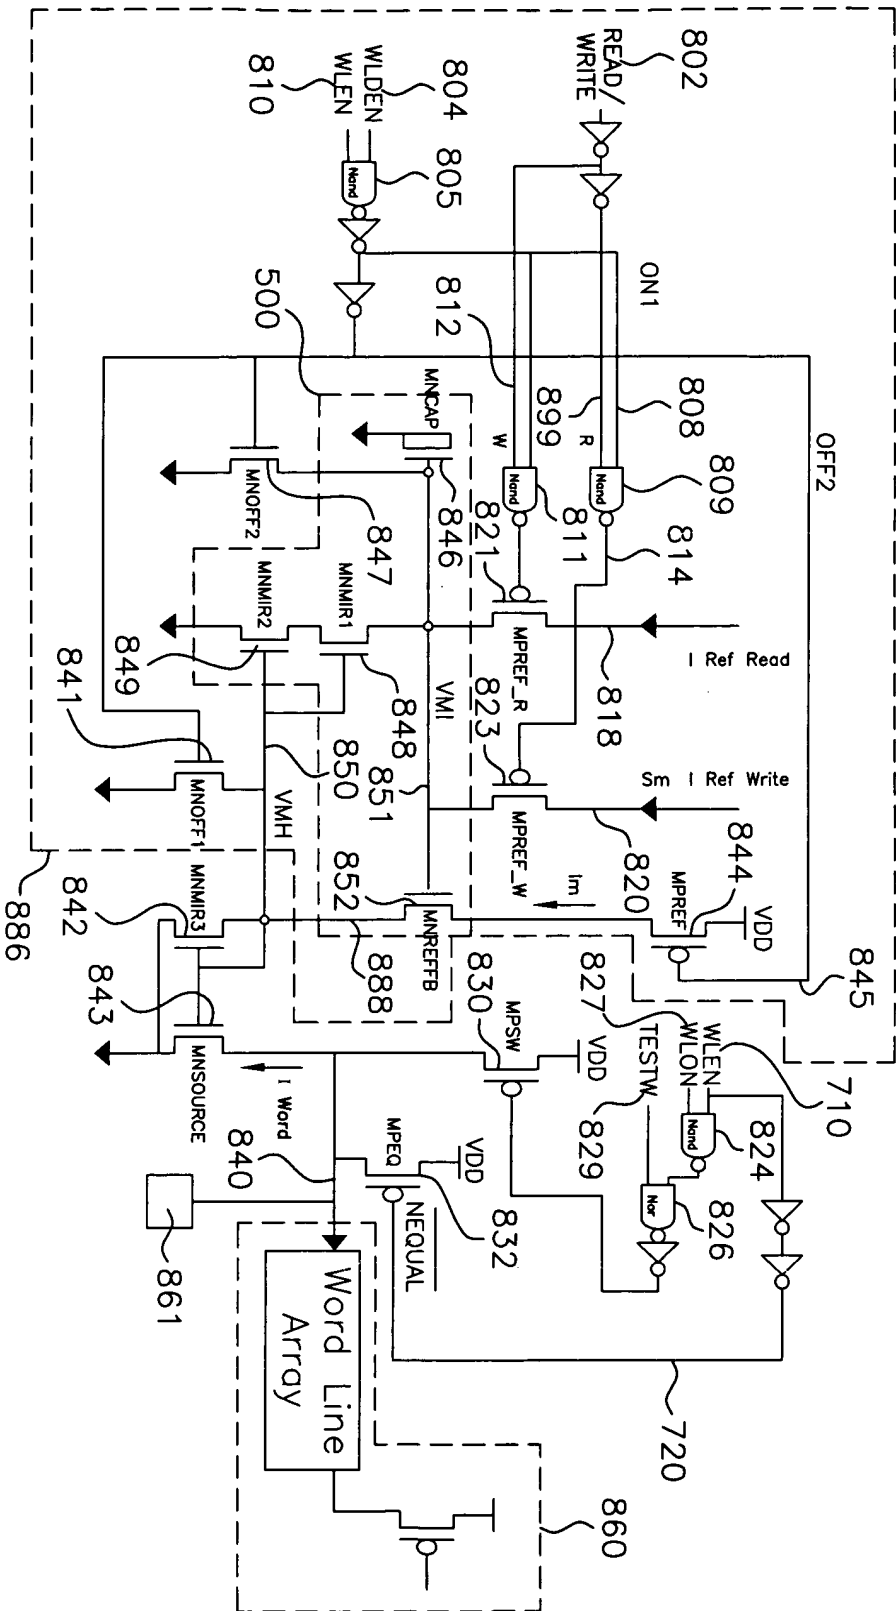 802
READ/
WRITE
804
WLDEN
WLEN
810
Nand
805
ON1
812
500
899
808
R
W
OFF2
Nand
809
Nand
811
814
821
MPREF_R
818
I Ref Read
823
MPREF_W
820
Sm I Ref Write
MNCAP
846
MNOFF2
847
MNMIR1
848
MNMIR2
849
841
VMI
851
850
VMH
MNOFF1
852
MNREFFB
Im
844
MPREF
VDD
845
886
842
MNMIR3
888
843
MNSOURCE
I Word
830
MPSW
VDD
827
WLEN
WLON
710
TESTW
829
Nand
824
Nor
826
840
MPEQ
VDD
832
NEQUAL
720
861
Word Line
Array
860